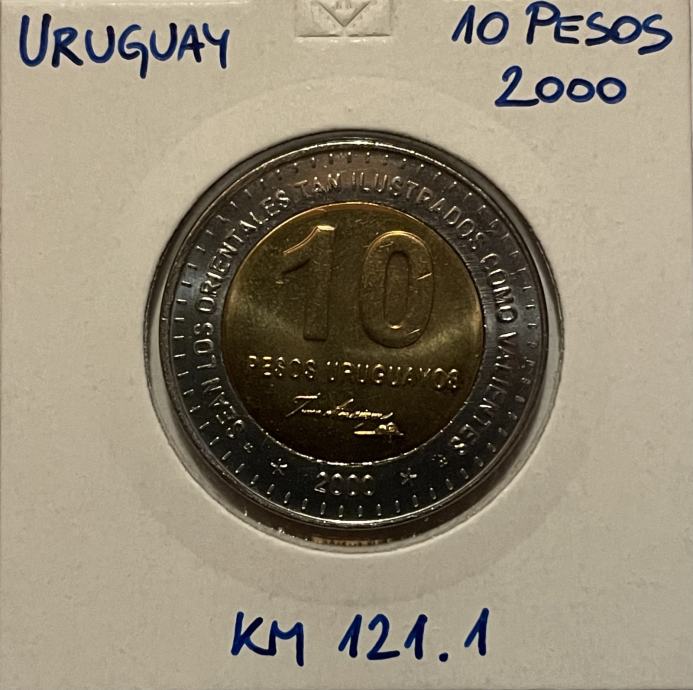 URUGUAY
10 PESOS
2000
SEAN LOS ORIENTALES TAN ILUSTRADOS COMO VALIENTES
10
PESOS URUGUAYOS
2000
KM 121.1